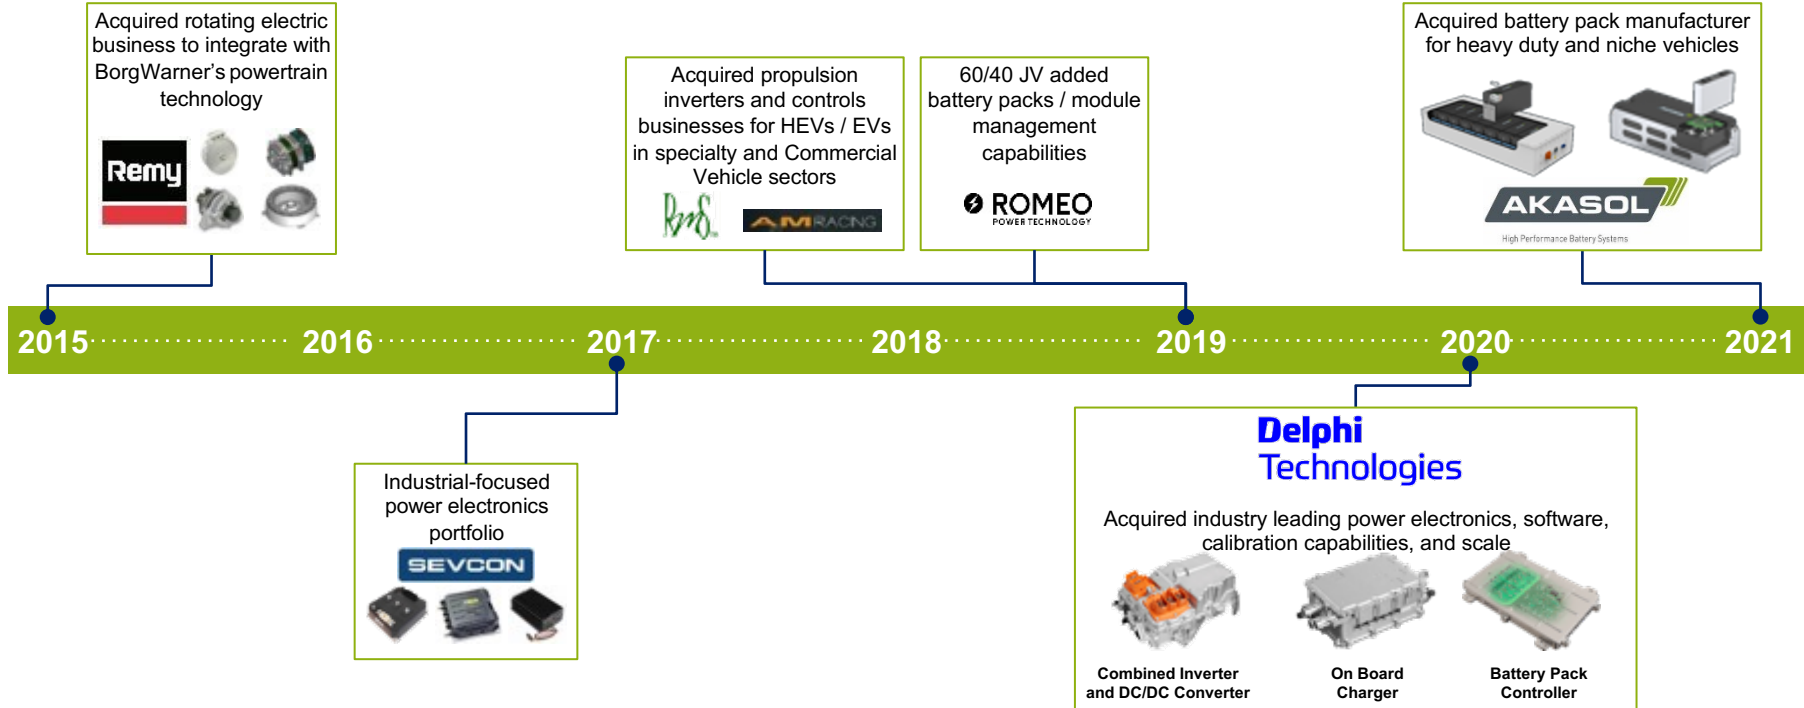 Acquired rotating electric
business to integrate with
BorgWarner's powertrain
technology
Remy
Acquired propulsion
inverters and controls
businesses for HEVs / EVs
in specialty and Commercial
Vehicle sectors
RMS
AM RACING
60/40 JV added
battery packs / module
management
capabilities
ROMEO
POWER TECHNOLOGY
Acquired battery pack manufacturer
for heavy duty and niche vehicles
AKASOL
High Performance Battery Systems
2015 2016 2017 2018 2019 2020 2021
Industrial-focused
power electronics
portfolio
SEVCON
Delphi
Technologies
Acquired industry leading power electronics, software,
calibration capabilities, and scale
Combined Inverter
and DC/DC Converter
On Board
Charger
Battery Pack
Controller